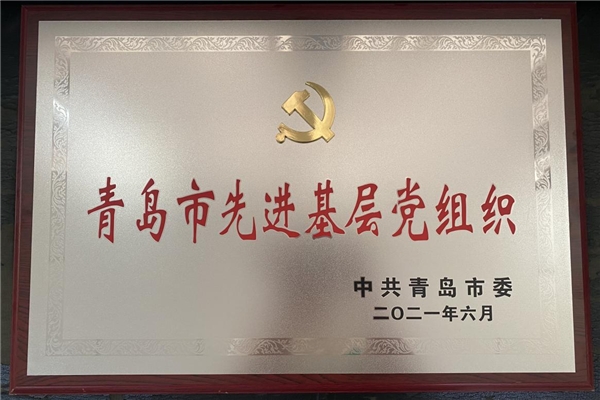 青岛市先进基层党组织
中共青岛市委
二〇二一年六月